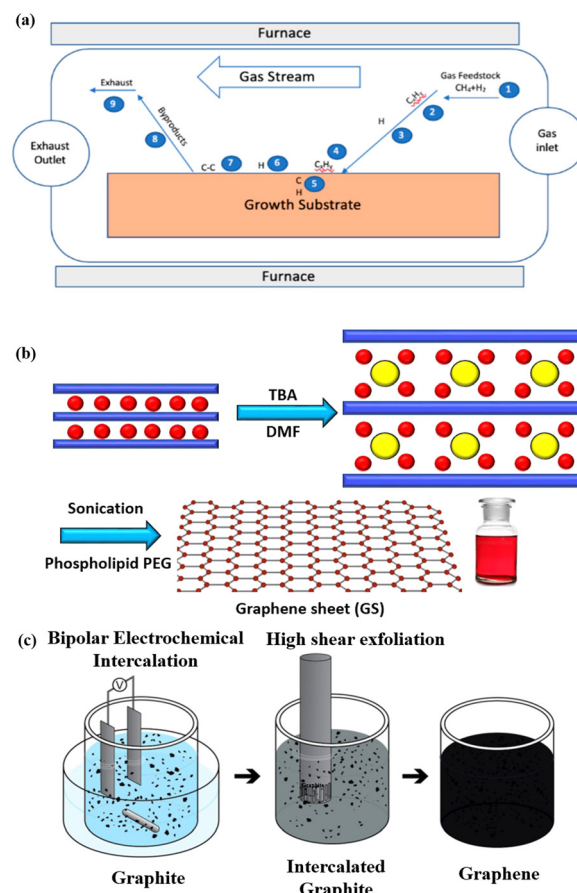 (a)
Furnace
Gas Stream
Exhaust
9
Byproducts
8
Gas Feedstock
CH4+H2
1
CxHx
2
H
3
4
Exhaust
Outlet
Gas
inlet
C-C
7
H
6
CxHx
C
H
5
Growth Substrate
Furnace
(b)
TBA
DMF
Sonication
Phospholipid PEG
Graphene sheet (GS)
(c)
Bipolar Electrochemical
Intercalation
High shear exfoliation
V
Graphite
Intercalated
Graphite
Graphene